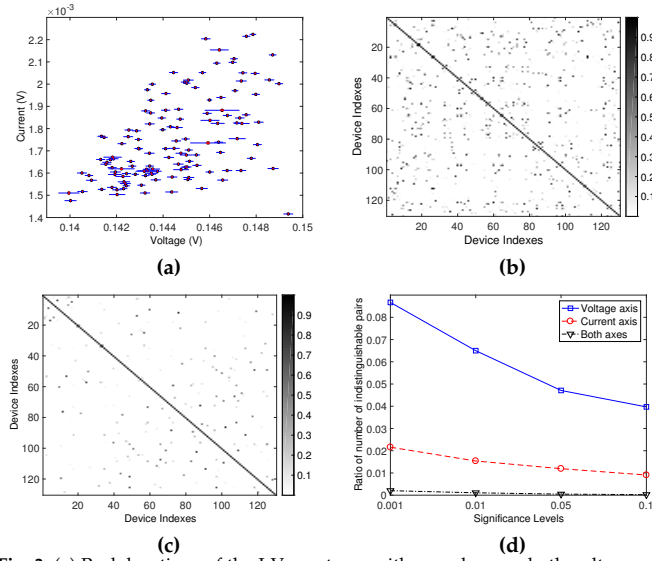 ×10⁻³
2.2
2.1
2
1.9
1.8
1.7
1.6
1.5
1.4
Current (V)
0.14 0.142 0.144 0.146 0.148 0.15
Voltage (V)
(a)
20
40
60
80
100
120
Device Indexes
20 40 60 80 100 120
Device Indexes
0.9
0.8
0.7
0.6
0.5
0.4
0.3
0.2
0.1
(b)
20
40
60
80
100
120
Device Indexes
20 40 60 80 100 120
Device Indexes
0.9
0.8
0.7
0.6
0.5
0.4
0.3
0.2
0.1
(c)
0.08
0.07
0.06
0.05
0.04
0.03
0.02
0.01
0
Ratio of number of indistinguishable pairs
Voltage axis
Current axis
Both axes
0.001 0.01 0.05 0.1
Significance Levels
(d)